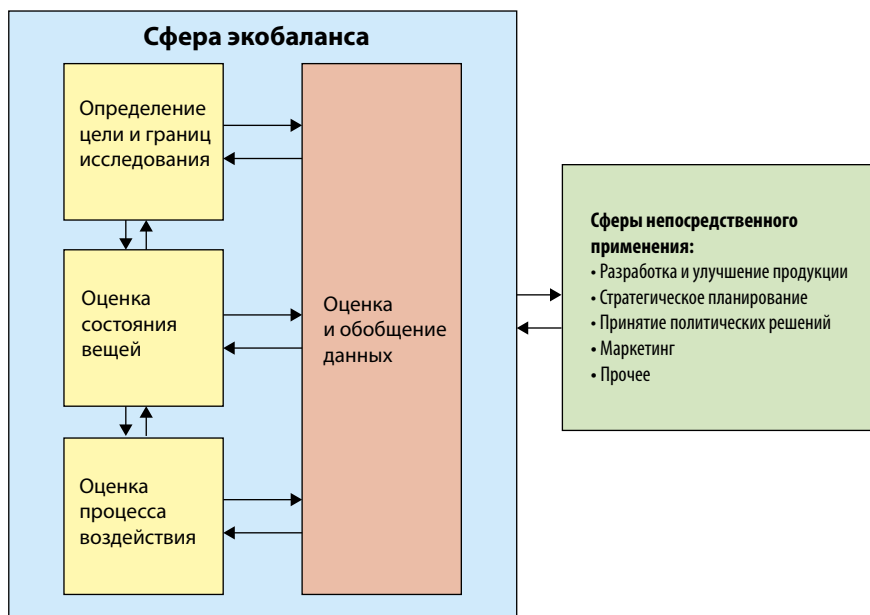 Сфера экобаланса
Определение
цели и границ
исследования
Оценка
состояния
вещей
Оценка
процесса
воздействия
Оценка
и обобщение
данных
Сферы непосредственного
применения:
• Разработка и улучшение продукции
• Стратегическое планирование
• Принятие политических решений
• Маркетинг
• Прочее